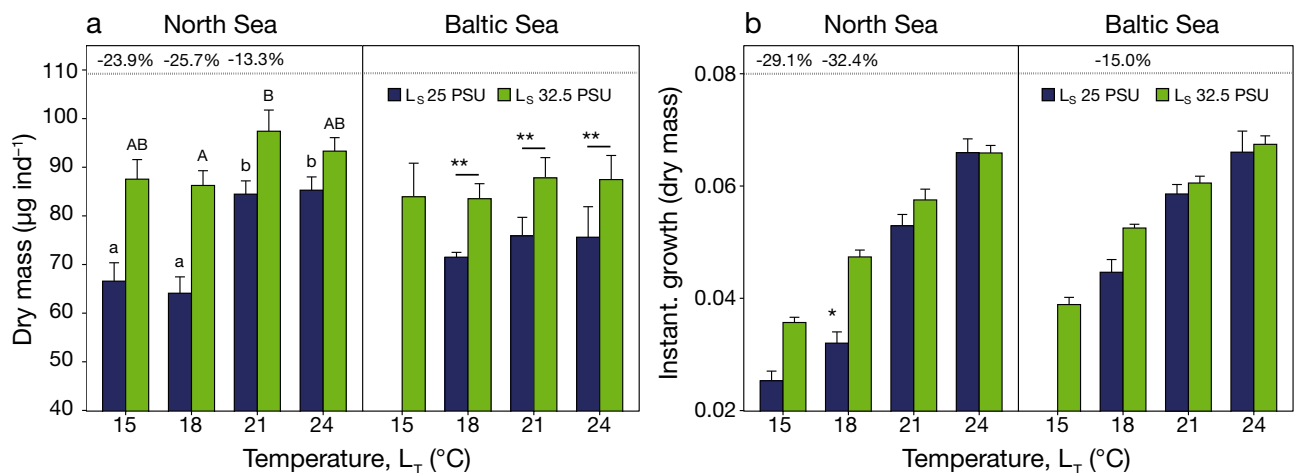 a North Sea Baltic Sea
-23.9% -25.7% -13.3%
L_S 25 PSU L_S 32.5 PSU
Dry mass (µg ind⁻¹)
110
100
90
80
70
60
50
40
a AB a A b B b AB
** ** **
15 18 21 24 15 18 21 24
Temperature, L_T (°C)
b North Sea Baltic Sea
-29.1% -32.4% -15.0%
L_S 25 PSU L_S 32.5 PSU
Instant. growth (dry mass)
0.08
0.06
0.04
0.02
*
15 18 21 24 15 18 21 24
Temperature, L_T (°C)